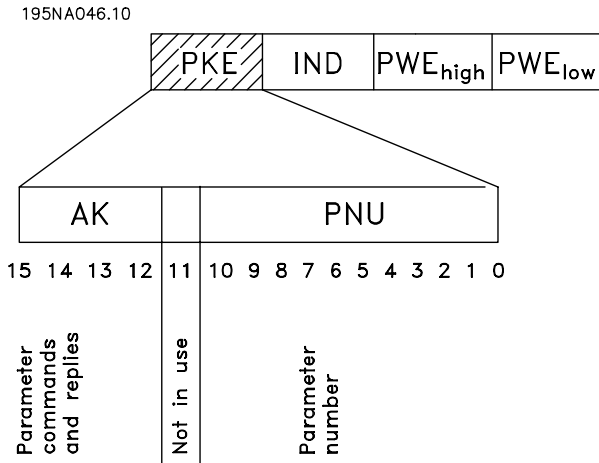 195NA046.10
PKE IND PWEhigh PWElow
AK PNU
15 14 13 12 11 10 9 8 7 6 5 4 3 2 1 0
Parameter
commands
and replies
Not in use
Parameter
number